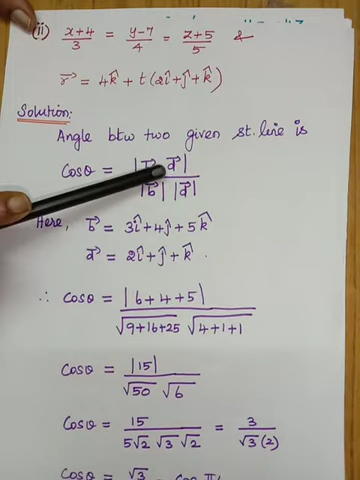 (ii) x+4/3 = y-7/4 = z+5/5 &
r⃗ = 4k̂ + t(2î+ĵ+k̂)
Solution:
Angle btw two given st. line is
Cosθ = |b⃗ d⃗| / |b⃗| |d⃗|
Here, b⃗ = 3î+4ĵ+5k̂
d⃗ = 2î+ĵ+k̂.
∴ Cosθ = |6+4+5| / √9+16+25 √4+1+1
Cosθ = |15| / √50 √6
Cosθ = 15 / 5√2 √3 √2 = 3 / √3 (2)
Cosθ = √3